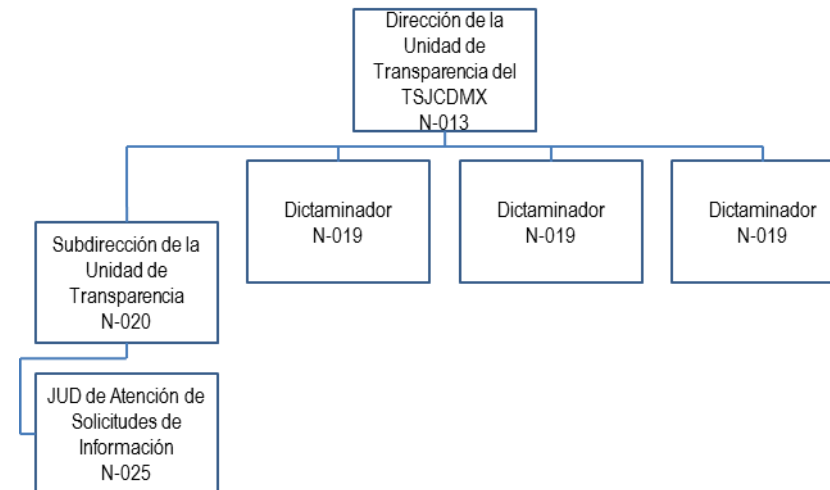 Dirección de la
Unidad de
Transparencia del
TSJCDMX
N-013
Dictaminador
N-019
Dictaminador
N-019
Dictaminador
N-019
Subdirección de la
Unidad de
Transparencia
N-020
JUD de Atención de
Solicitudes de
Información
N-025